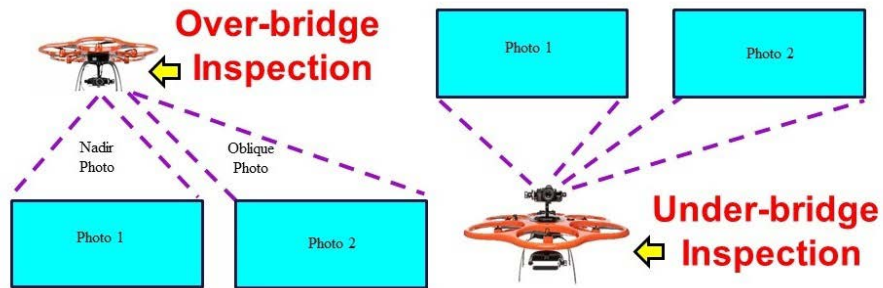 Over-bridge
Inspection
Nadir
Photo
Oblique
Photo
Photo 1
Photo 2
Photo 1
Photo 2
Under-bridge
Inspection